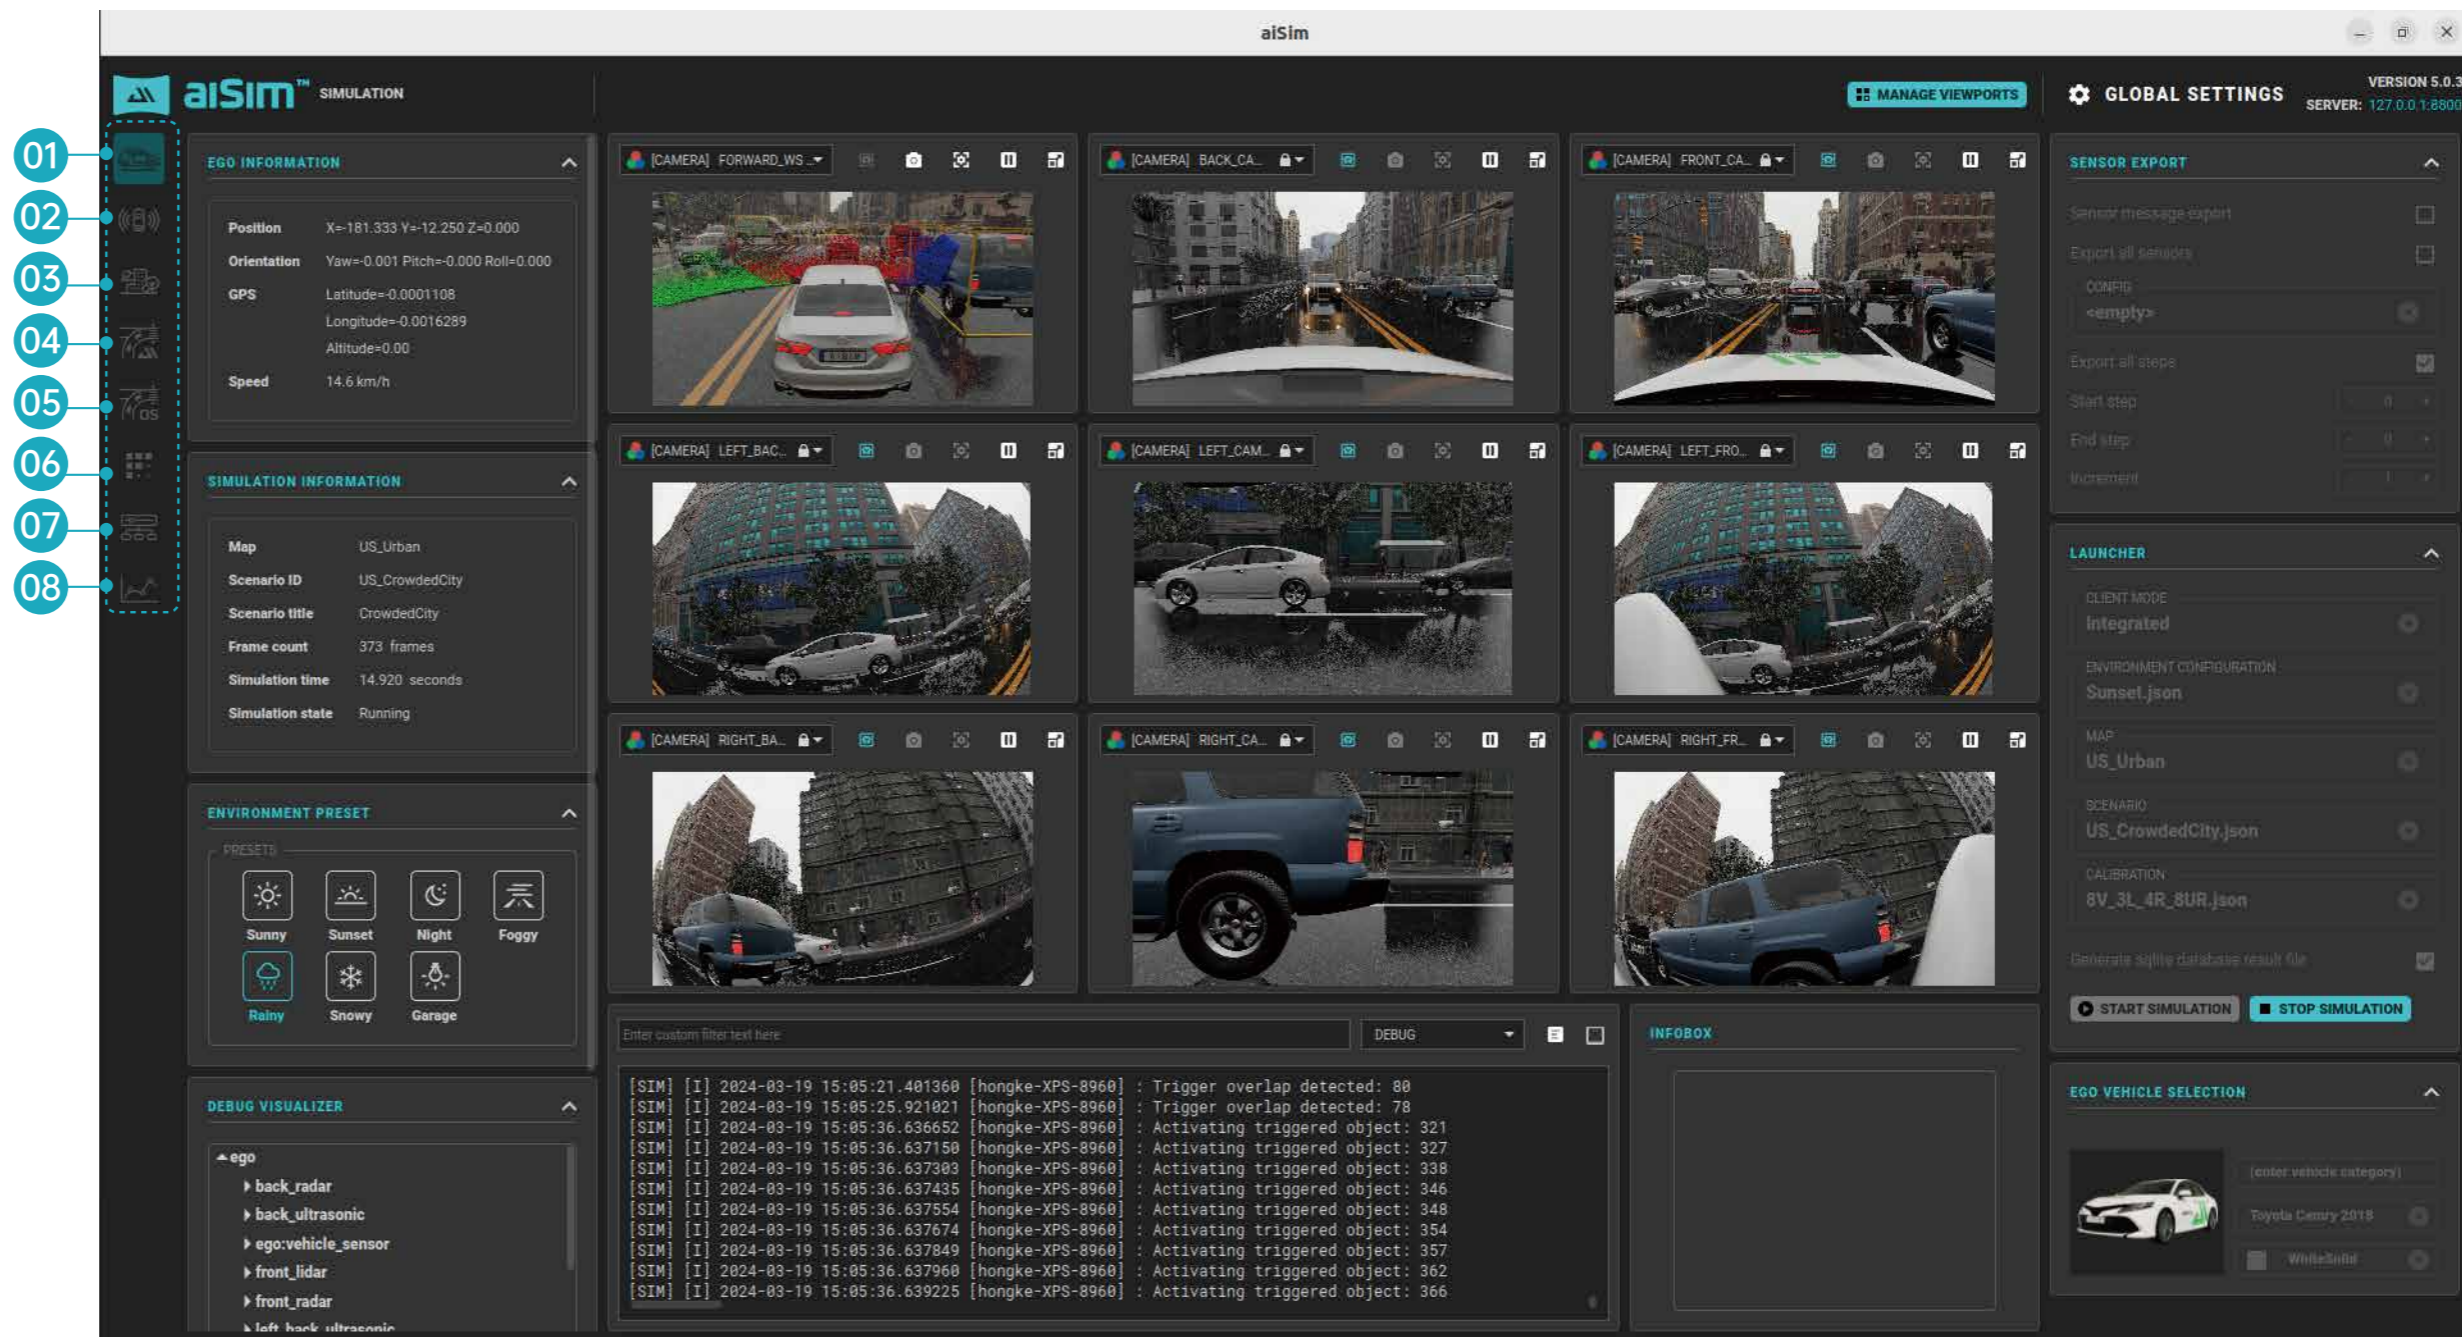 aiSim
aiSim™ SIMULATION
MANAGE VIEWPORTS
GLOBAL SETTINGS
VERSION 5.0.3
SERVER: 127.0.0.1:8800
01
02
03
04
05
OS
06
07
08
EGO INFORMATION
Position X=-181.333 Y=-12.250 Z=0.000
Orientation Yaw=-0.001 Pitch=-0.000 Roll=0.000
GPS Latitude=-0.0001108
Longitude=-0.0016289
Altitude=0.00
Speed 14.6 km/h
SIMULATION INFORMATION
Map US_Urban
Scenario ID US_CrowdedCity
Scenario title CrowdedCity
Frame count 373 frames
Simulation time 14.920 seconds
Simulation state Running
ENVIRONMENT PRESET
PRESETS
Sunny Sunset Night Foggy
Rainy Snowy Garage
DEBUG VISUALIZER
ego
back_radar
back_ultrasonic
ego:vehicle_sensor
front_lidar
front_radar
left_back_ultrasonic
[CAMERA] FORWARD_WS_
[CAMERA] BACK_CA...
[CAMERA] FRONT_CA...
[CAMERA] LEFT_BAC...
[CAMERA] LEFT_CAM...
[CAMERA] LEFT_FRO...
[CAMERA] RIGHT_BA...
[CAMERA] RIGHT_CA...
[CAMERA] RIGHT_FR...
Enter custom filter text here
DEBUG
[SIM] [I] 2024-03-19 15:05:21.401360 [hongke-XPS-8960] : Trigger overlap detected: 80
[SIM] [I] 2024-03-19 15:05:25.921021 [hongke-XPS-8960] : Trigger overlap detected: 78
[SIM] [I] 2024-03-19 15:05:36.636652 [hongke-XPS-8960] : Activating triggered object: 321
[SIM] [I] 2024-03-19 15:05:36.637150 [hongke-XPS-8960] : Activating triggered object: 327
[SIM] [I] 2024-03-19 15:05:36.637303 [hongke-XPS-8960] : Activating triggered object: 338
[SIM] [I] 2024-03-19 15:05:36.637435 [hongke-XPS-8960] : Activating triggered object: 346
[SIM] [I] 2024-03-19 15:05:36.637554 [hongke-XPS-8960] : Activating triggered object: 348
[SIM] [I] 2024-03-19 15:05:36.637674 [hongke-XPS-8960] : Activating triggered object: 354
[SIM] [I] 2024-03-19 15:05:36.637849 [hongke-XPS-8960] : Activating triggered object: 357
[SIM] [I] 2024-03-19 15:05:36.637960 [hongke-XPS-8960] : Activating triggered object: 362
[SIM] [I] 2024-03-19 15:05:36.639225 [hongke-XPS-8960] : Activating triggered object: 366
INFOBOX
SENSOR EXPORT
Sensor message export
Export all sensors
CONFIG
<empty>
Export all steps
Start step - 0 +
End step - 0 +
Increment 1 +
LAUNCHER
CLIENT MODE
Integrated
ENVIRONMENT CONFIGURATION
Sunset.json
MAP
US_Urban
SCENARIO
US_CrowdedCity.json
CALIBRATION
8V_3L_4R_8UR.json
Generate sqlite database result file
START SIMULATION STOP SIMULATION
EGO VEHICLE SELECTION
(enter vehicle category)
Toyota Camry 2018
WhiteSolid